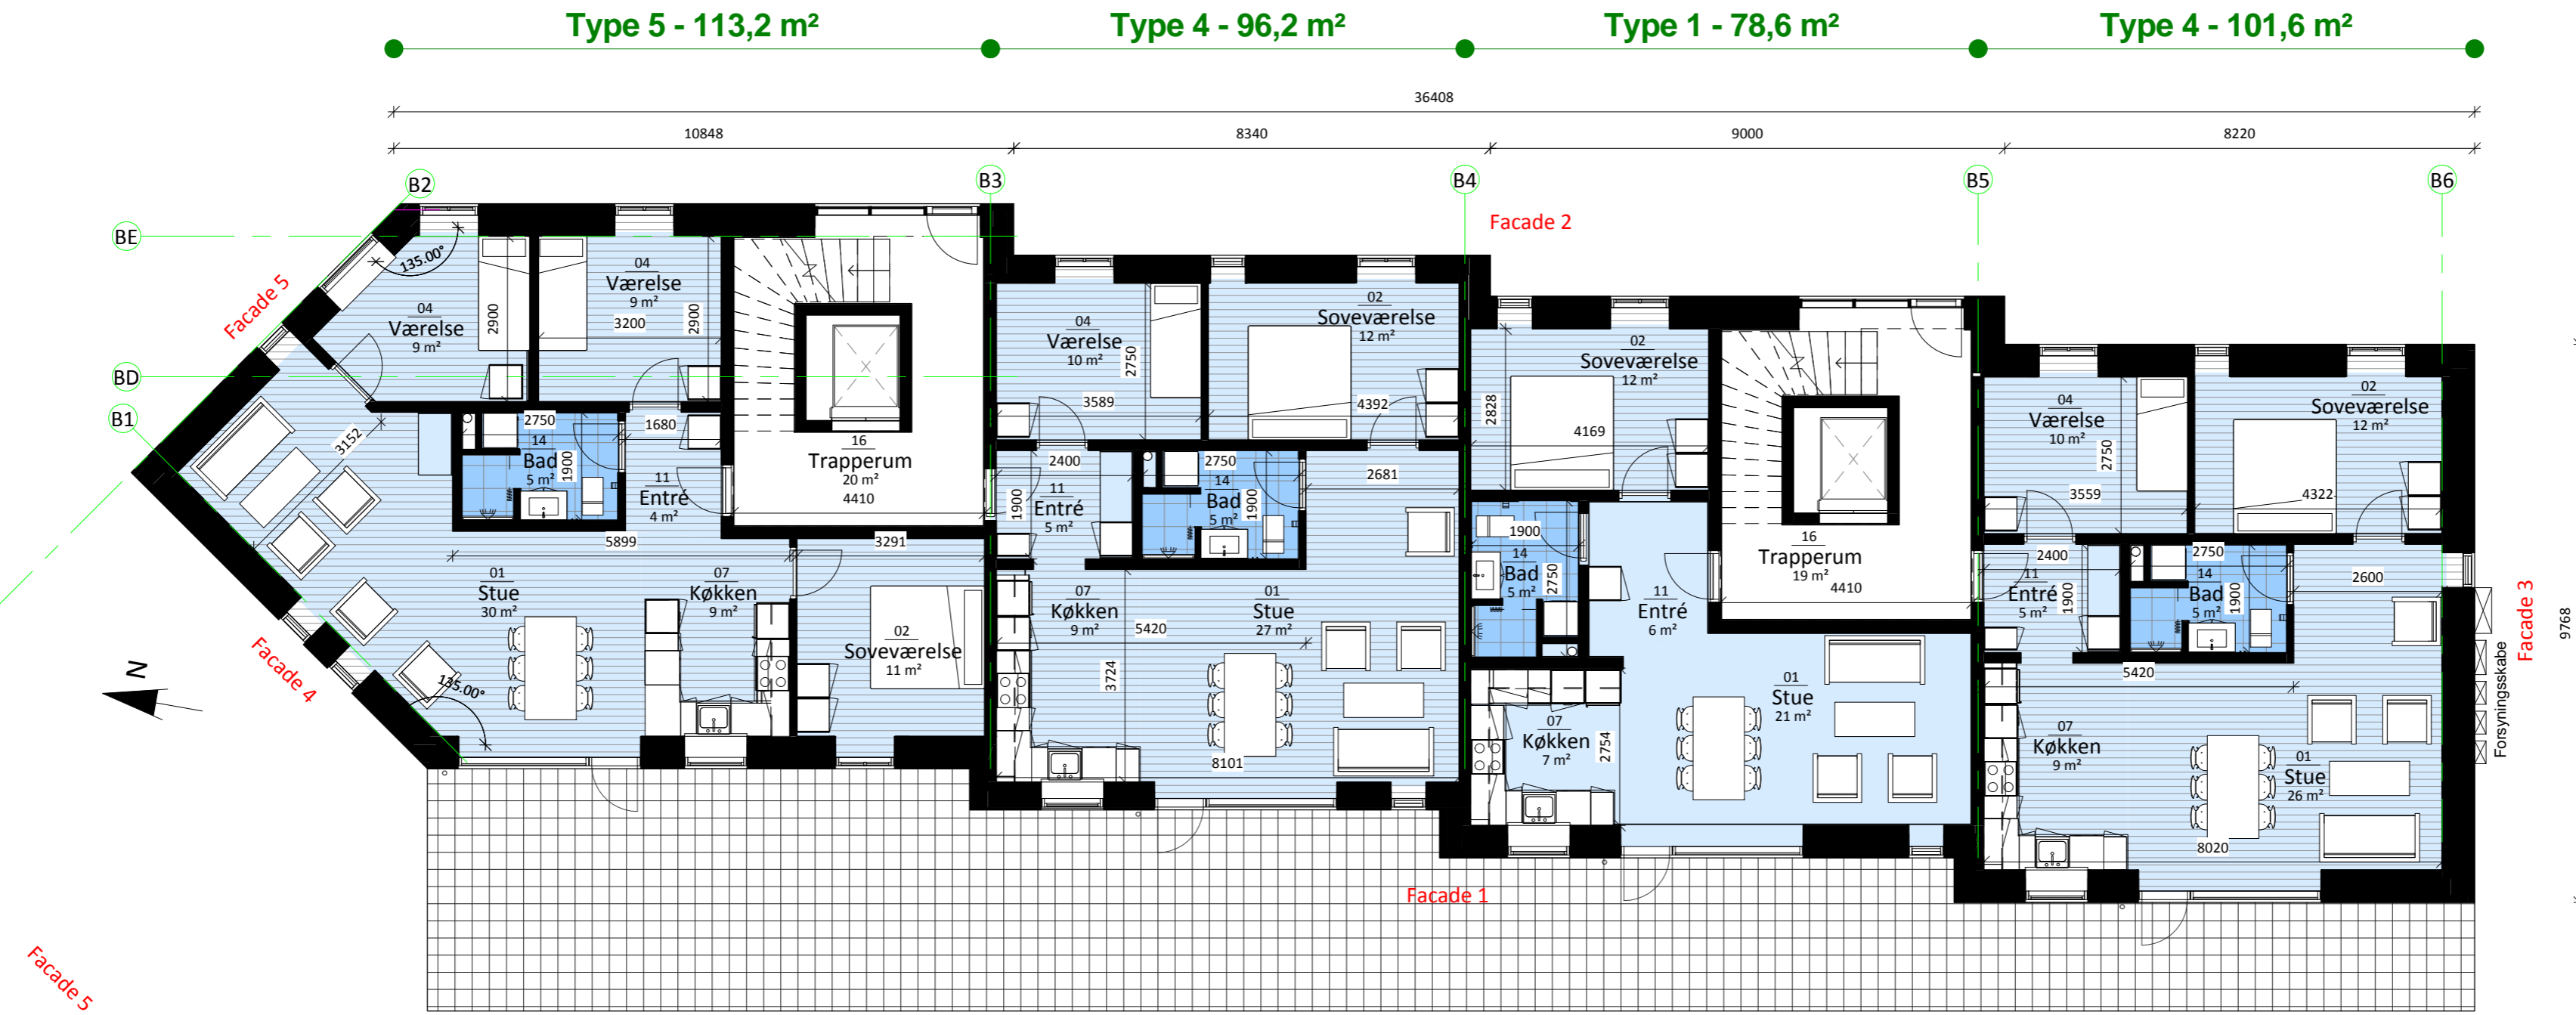 Type 5 - 113,2 m²
Type 4 - 96,2 m²
Type 1 - 78,6 m²
Type 4 - 101,6 m²
36408
10848
8340
9000
8220
B2
B3
B4
B5
B6
BE
BD
B1
Facade 5
Facade 2
135.00°
04
Værelse
9 m²
2900
04
Værelse
9 m²
3200
2900
3152
2750
14
Bad
5 m²
1900
1680
11
Entré
4 m²
16
Trapperum
20 m²
4410
5899
3291
01
Stue
30 m²
07
Køkken
9 m²
02
Soveværelse
11 m²
135.00°
Facade 4
N
04
Værelse
10 m²
2750
3589
02
Soveværelse
12 m²
4392
2400
1900
11
Entré
5 m²
2750
14
Bad
5 m²
1900
2681
07
Køkken
9 m²
5420
3724
01
Stue
27 m²
8101
02
Soveværelse
12 m²
2828
4169
1900
14
Bad
5 m²
2750
11
Entré
6 m²
16
Trapperum
19 m²
4410
07
Køkken
7 m²
2754
01
Stue
21 m²
04
Værelse
10 m²
2750
3559
02
Soveværelse
12 m²
4322
2400
11
Entré
5 m²
1900
2750
14
Bad
5 m²
1900
2600
5420
07
Køkken
9 m²
01
Stue
26 m²
8020
Forsyningsskabe
Facade 3
9768
Facade 1
Facade 5